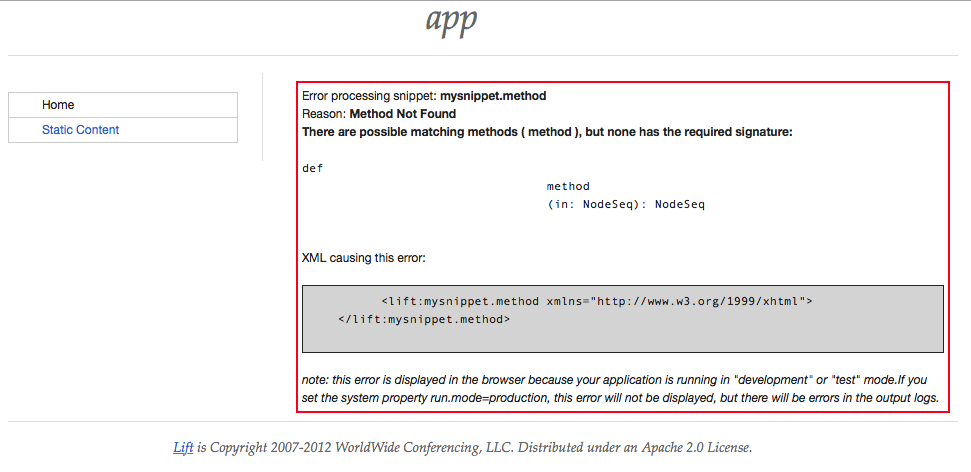 app
Home
Static Content
Error processing snippet: mysnippet.method
Reason: Method Not Found
There are possible matching methods ( method ), but none has the required signature:
def
method
(in: NodeSeq): NodeSeq
XML causing this error:
<lift:mysnippet.method xmlns="http://www.w3.org/1999/xhtml">
</lift:mysnippet.method>
note: this error is displayed in the browser because your application is running in "development" or "test" mode.If you
set the system property run.mode=production, this error will not be displayed, but there will be errors in the output logs.
Lift is Copyright 2007-2012 WorldWide Conferencing, LLC. Distributed under an Apache 2.0 License.